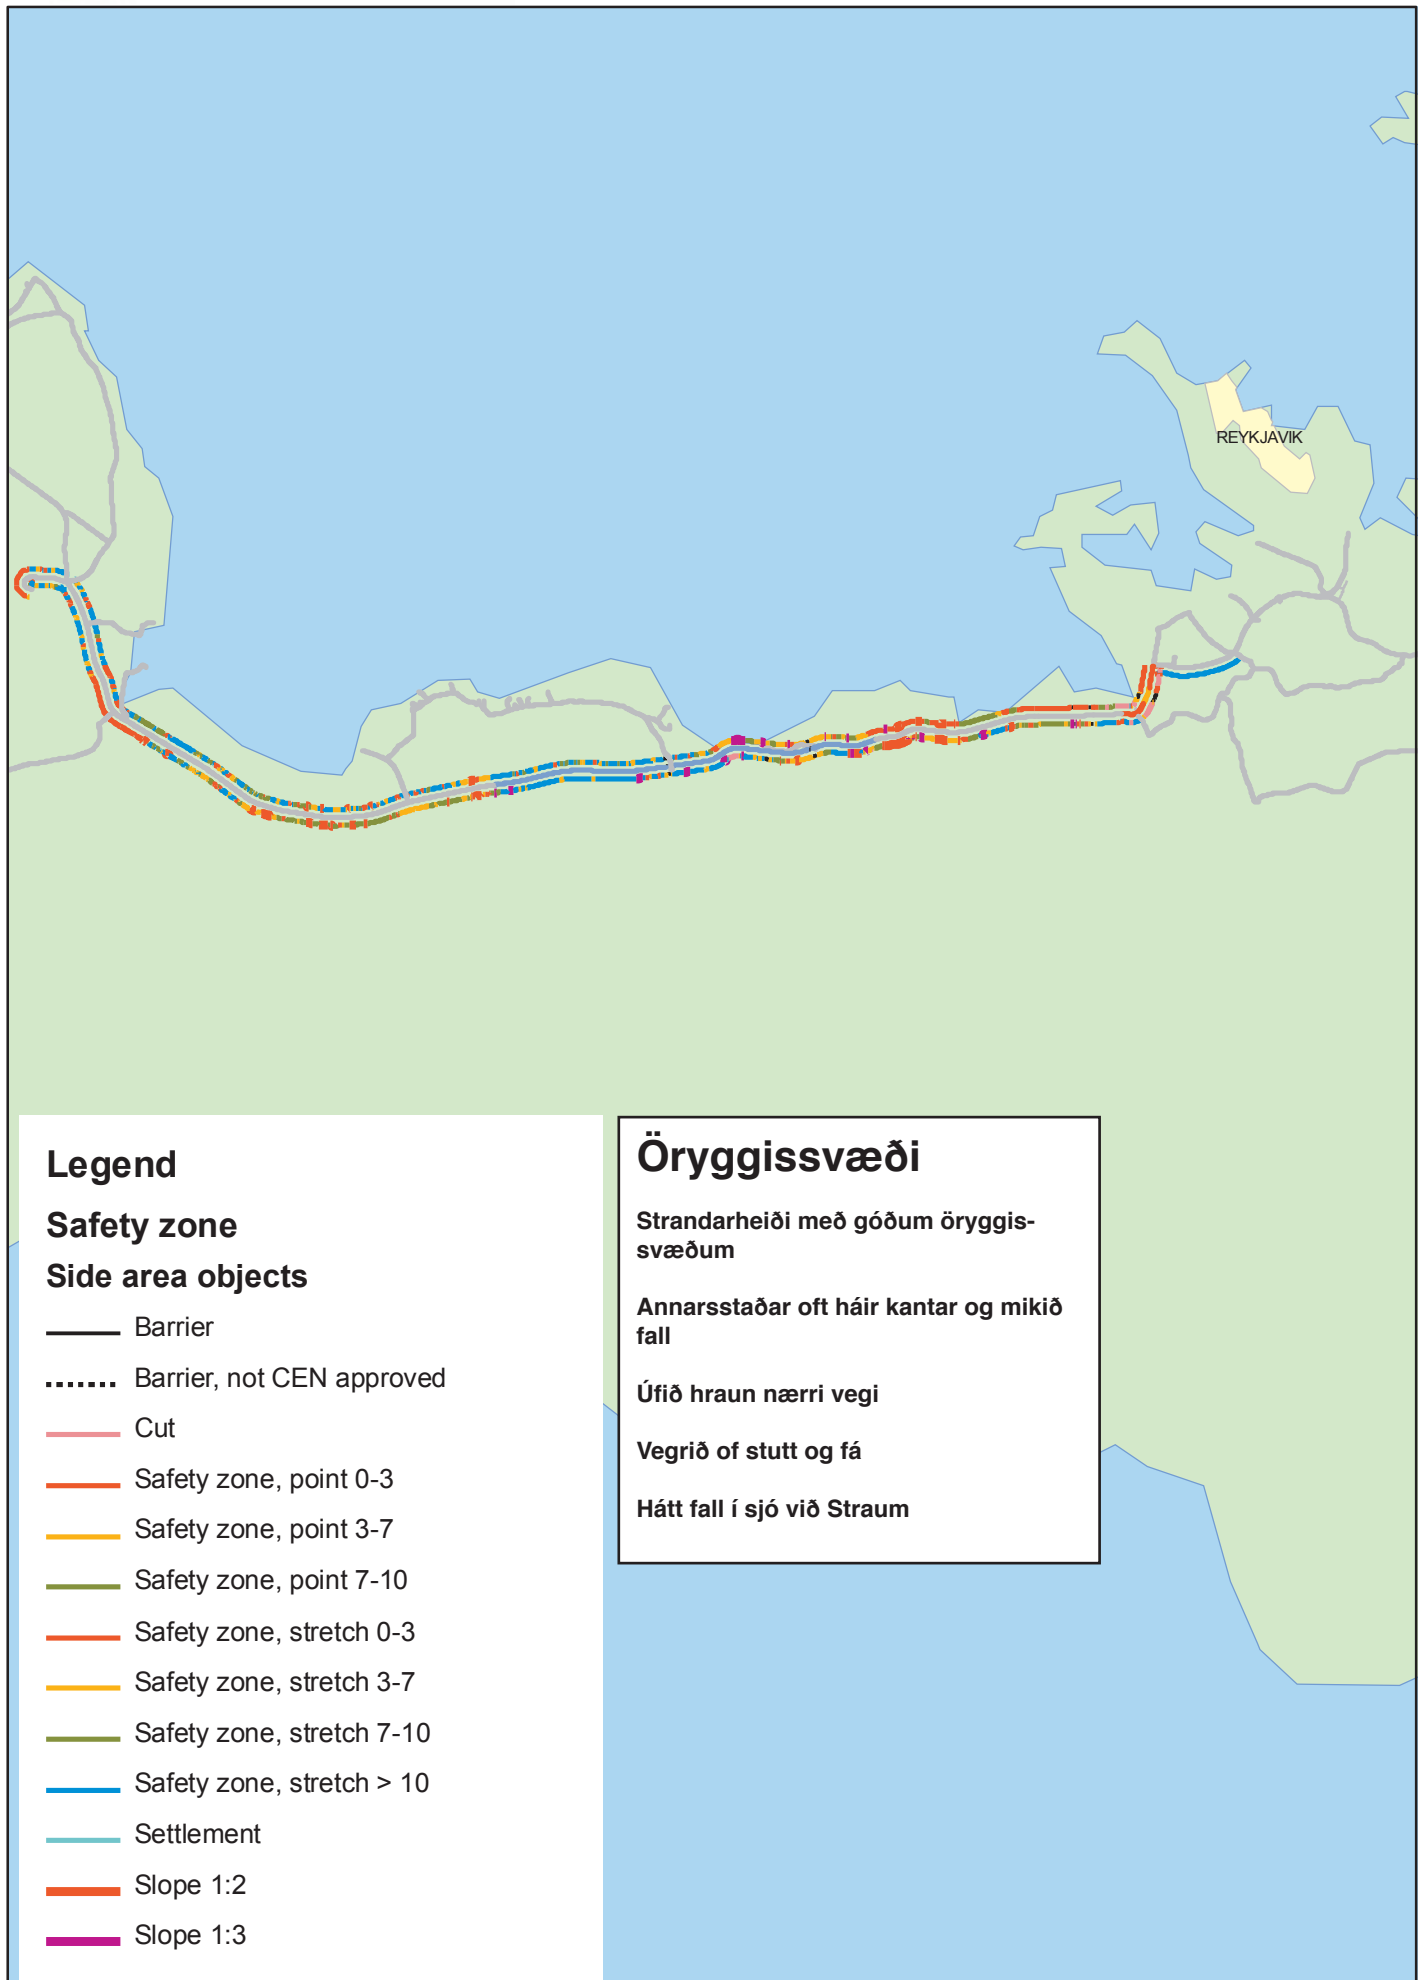 REYKJAVIK
Legend
Safety zone
Side area objects
Barrier
Barrier, not CEN approved
Cut
Safety zone, point 0-3
Safety zone, point 3-7
Safety zone, point 7-10
Safety zone, stretch 0-3
Safety zone, stretch 3-7
Safety zone, stretch 7-10
Safety zone, stretch > 10
Settlement
Slope 1:2
Slope 1:3
Öryggissvæði
Strandarheiði með góðum öryggis-
svæðum
Annarsstaðar oft háir kantar og mikið
fall
Úfið hraun nærri vegi
Vegrið of stutt og fá
Hátt fall í sjó við Straum